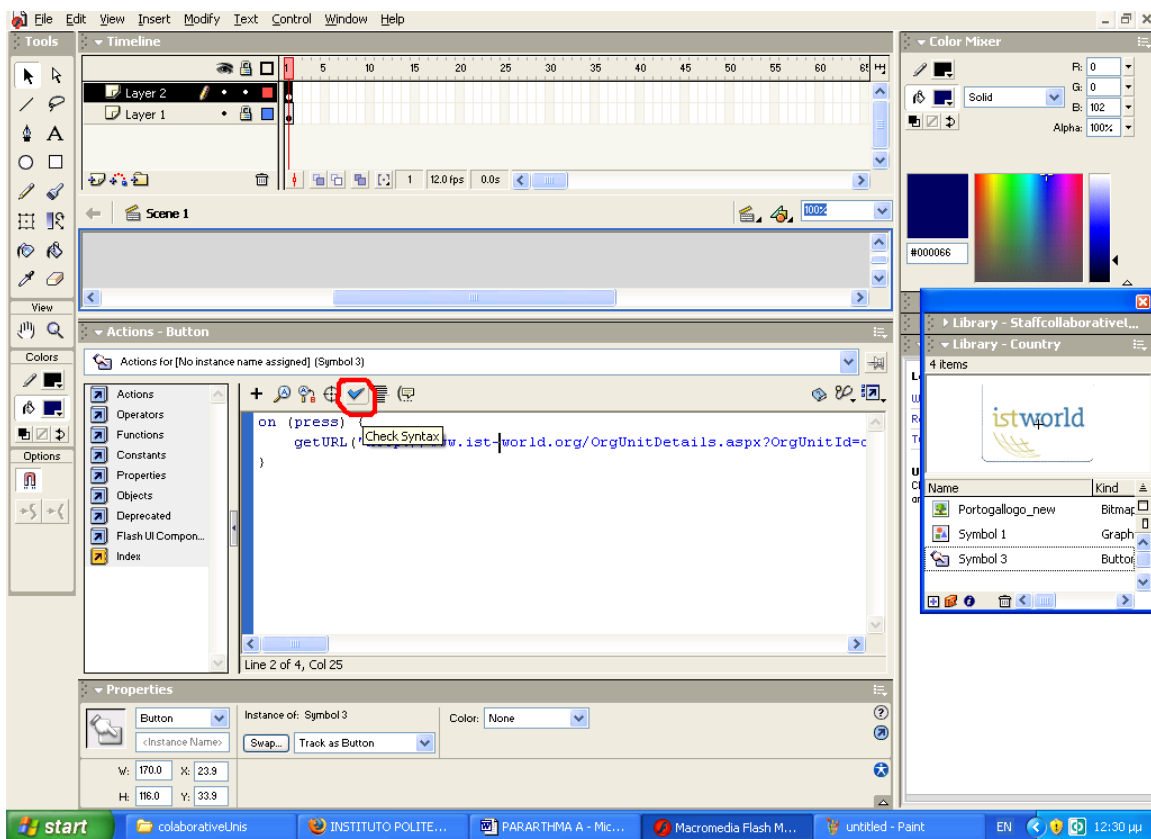 File Edit View Insert Modify Text Control Window Help
Tools
Timeline
1 5 10 15 20 25 30 35 40 45 50 55 60 65
Layer 2
Layer 1
1 12.0 fps 0.0s
Scene 1
100%
View
Colors
Options
Actions - Button
Actions for [No instance name assigned] (Symbol 3)
Actions
Operators
Functions
Constants
Properties
Objects
Deprecated
Flash UI Compon...
Index
on (press) {
getURL("
Check Syntax
.ist-world.org/OrgUnitDetails.aspx?OrgUnitId=
}
Line 2 of 4, Col 25
Properties
Button
<Instance Name>
Instance of: Symbol 3
Swap...
Track as Button
Color: None
W: 170.0 X: 23.9
H: 116.0 Y: 33.9
Color Mixer
R: 0
Solid
G: 0
B: 102
Alpha: 100%
#000066
Library - Staffcollaborativel...
Library - Country
4 items
istworld
Name Kind
Portogallogo_new Bitmap
Symbol 1 Graph
Symbol 3 Button
start
colaborativeUnis
INSTITUTO POLITE...
PARARTHMA A - Mic...
Macromedia Flash M...
untitled - Paint
EN
12:30 μμ